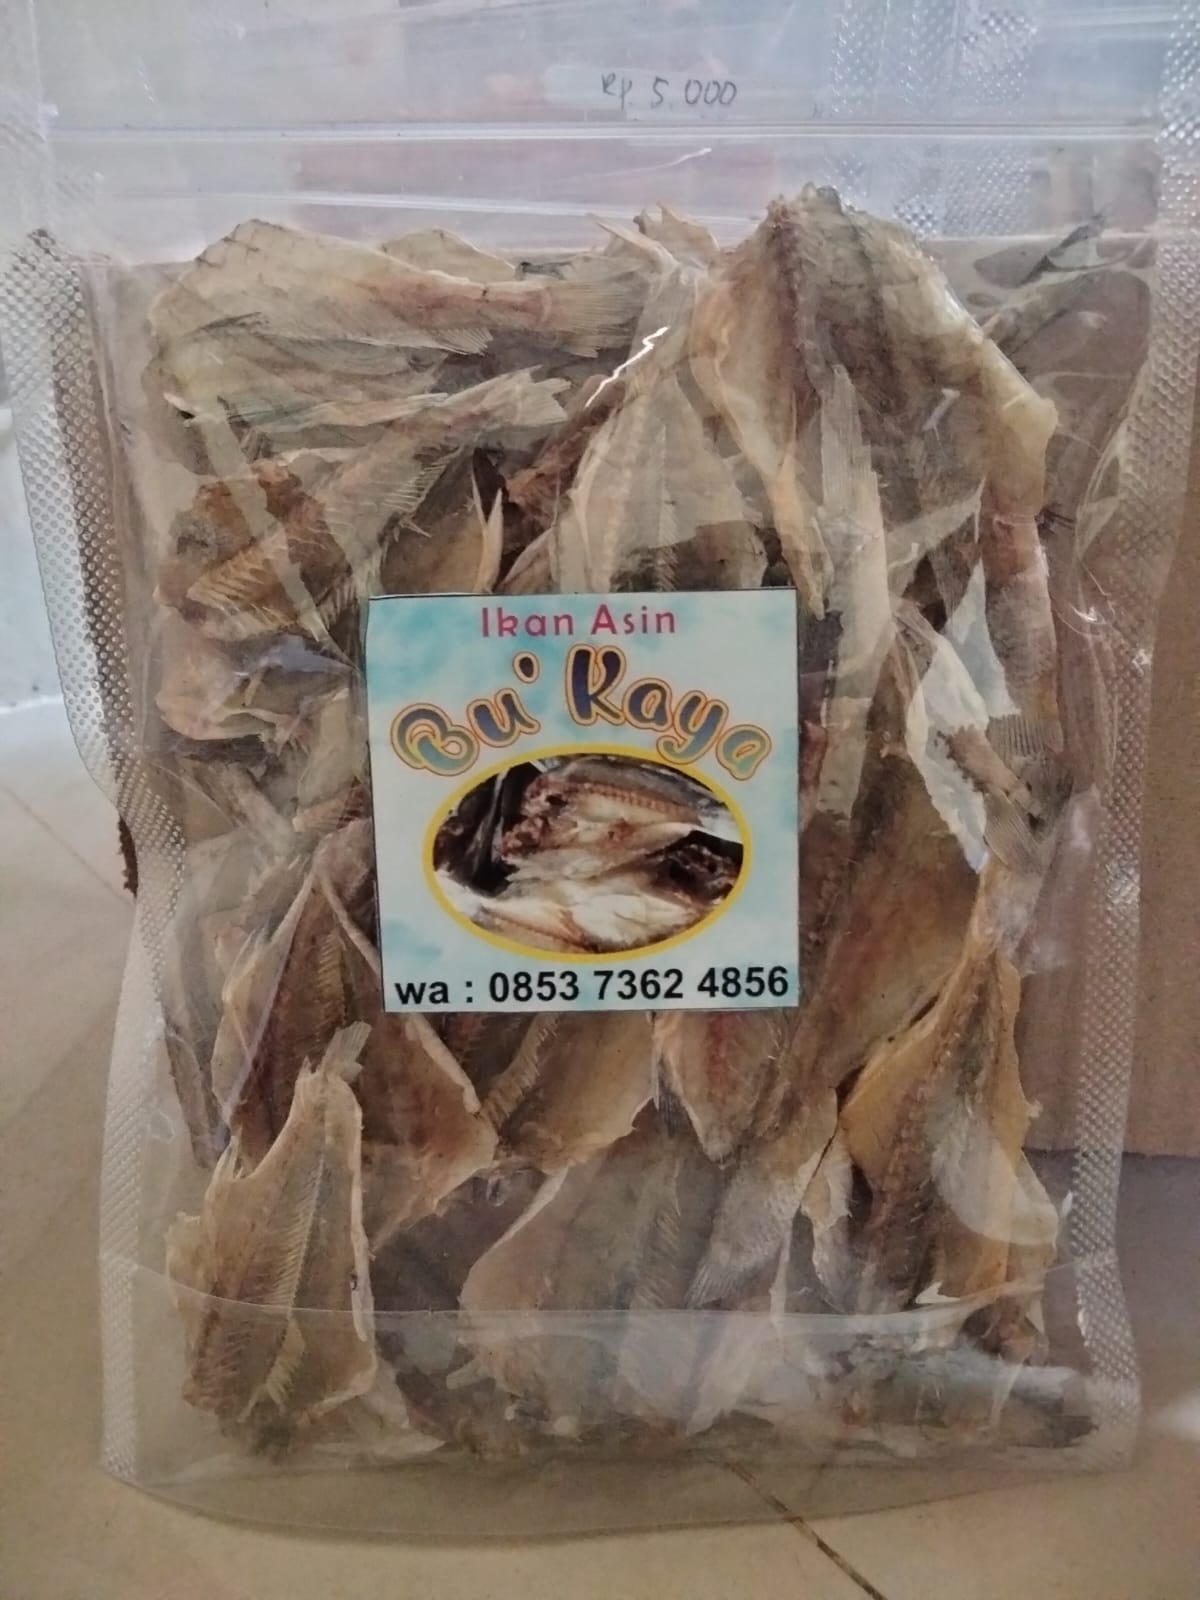 Rp. 5.000
Ikan Asin
Bu' Kaya
wa : 0853 7362 4856